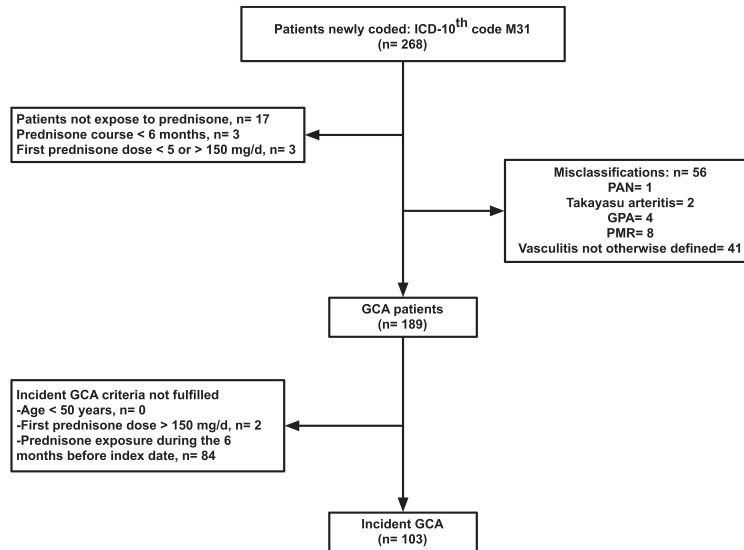 Patients newly coded: ICD-10th code M31
(n= 268)
Patients not expose to prednisone, n= 17
Prednisone course < 6 months, n= 3
First prednisone dose < 5 or > 150 mg/d, n= 3
Misclassifications: n= 56
PAN= 1
Takayasu arteritis= 2
GPA= 4
PMR= 8
Vasculitis not otherwise defined= 41
GCA patients
(n= 189)
Incident GCA criteria not fulfilled
-Age < 50 years, n= 0
-First prednisone dose > 150 mg/d, n= 2
-Prednisone exposure during the 6
months before index date, n= 84
Incident GCA
(n= 103)